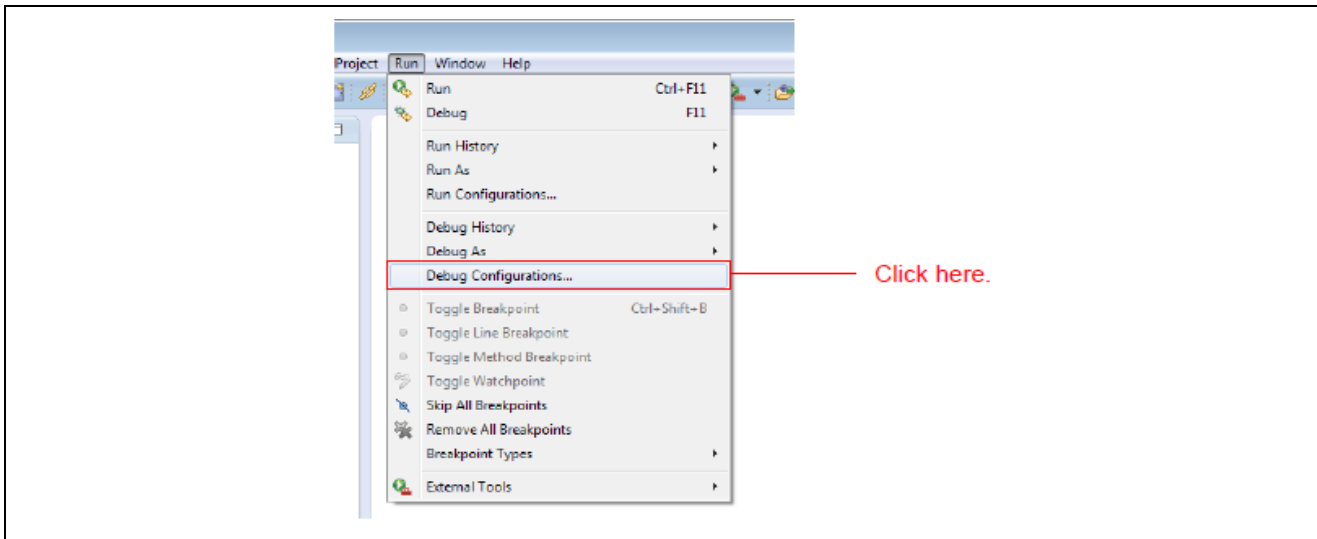 Project Run Window Help
Run Ctrl+F11
Debug F11
Run History
Run As
Run Configurations...
Debug History
Debug As
Debug Configurations...
Click here.
Toggle Breakpoint Ctrl+Shift+B
Toggle Line Breakpoint
Toggle Method Breakpoint
Toggle Watchpoint
Skip All Breakpoints
Remove All Breakpoints
Breakpoint Types
External Tools